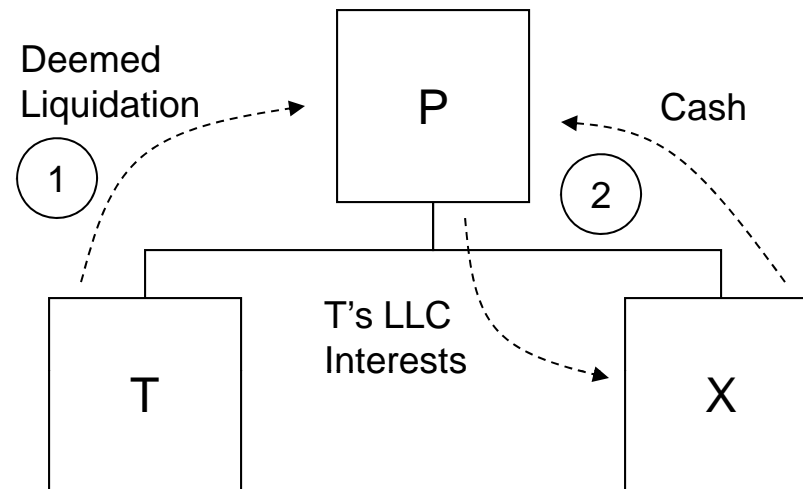 Deemed
Liquidation
1
P
Cash
2
T's LLC
Interests
T
X